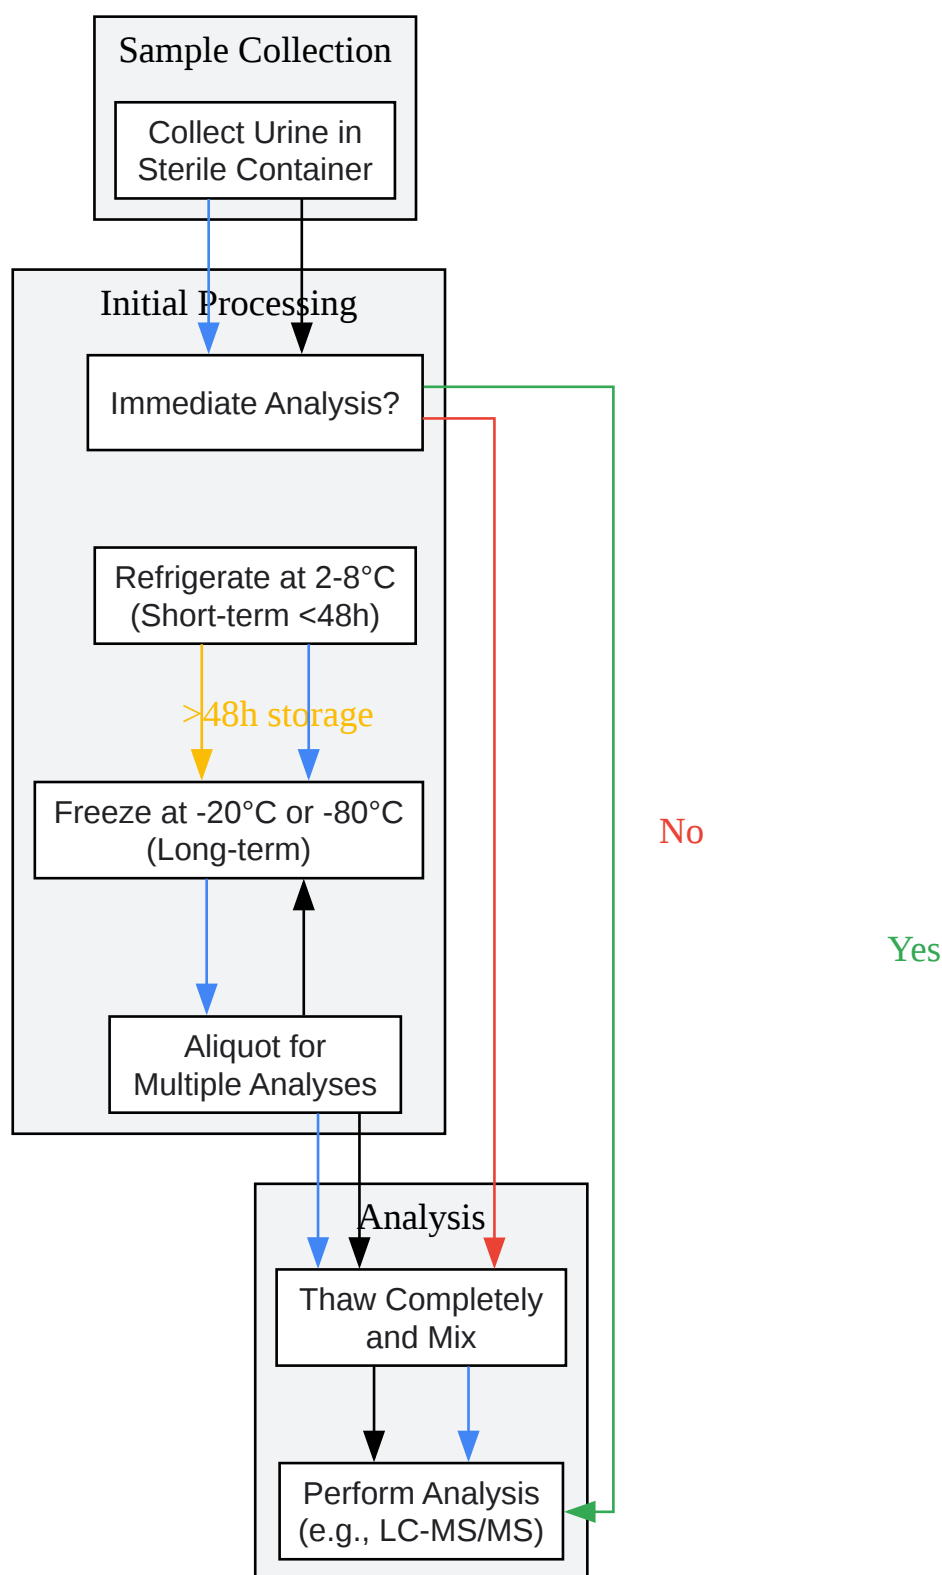 Sample Collection
Collect Urine in
Sterile Container
Initial Processing
Immediate Analysis?
Refrigerate at 2-8°C
(Short-term <48h)
>48h storage
Freeze at -20°C or -80°C
(Long-term)
No
Yes
Aliquot for
Multiple Analyses
Analysis
Thaw Completely
and Mix
Perform Analysis
(e.g., LC-MS/MS)